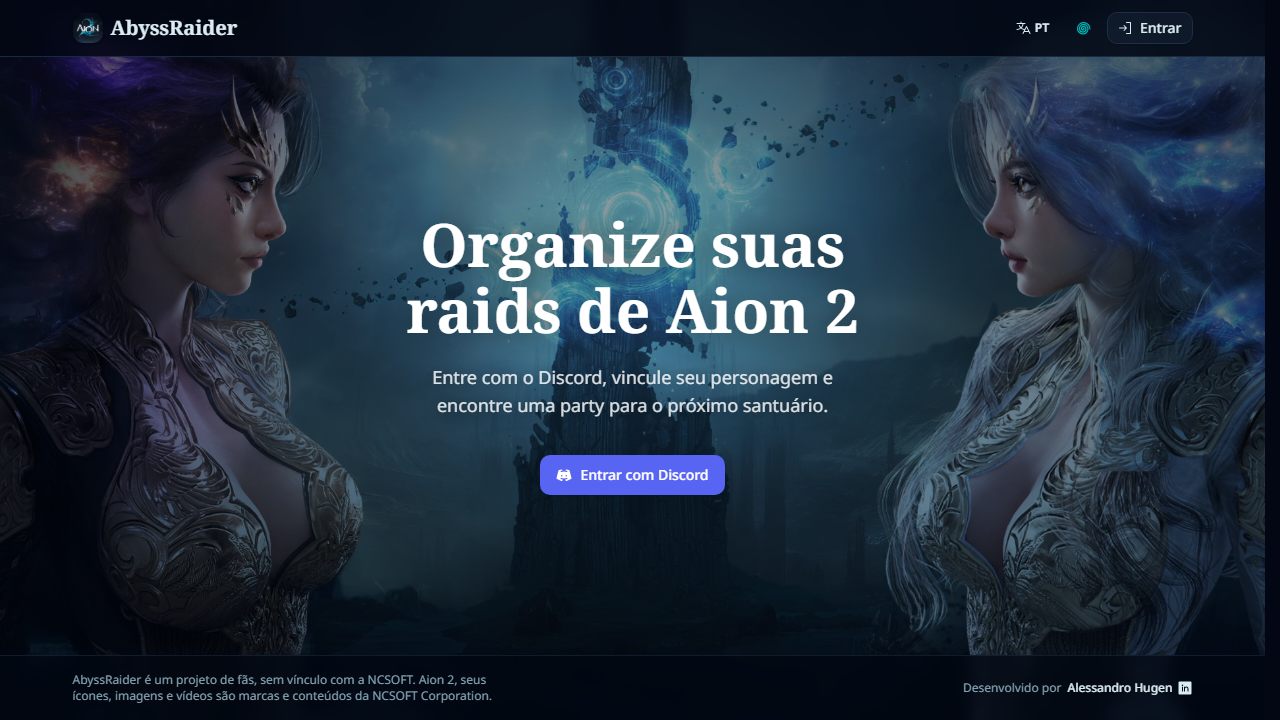 AION
AbyssRaider
PT
Entrar
Organize suas
raids de Aion 2
Entre com o Discord, vincule seu personagem e
encontre uma party para o próximo santuário.
Entrar com Discord
AbyssRaider é um projeto de fãs, sem vínculo com a NCSOFT. Aion 2, seus
ícones, imagens e vídeos são marcas e conteúdos da NCSOFT Corporation.
Desenvolvido por Alessandro Hugen in